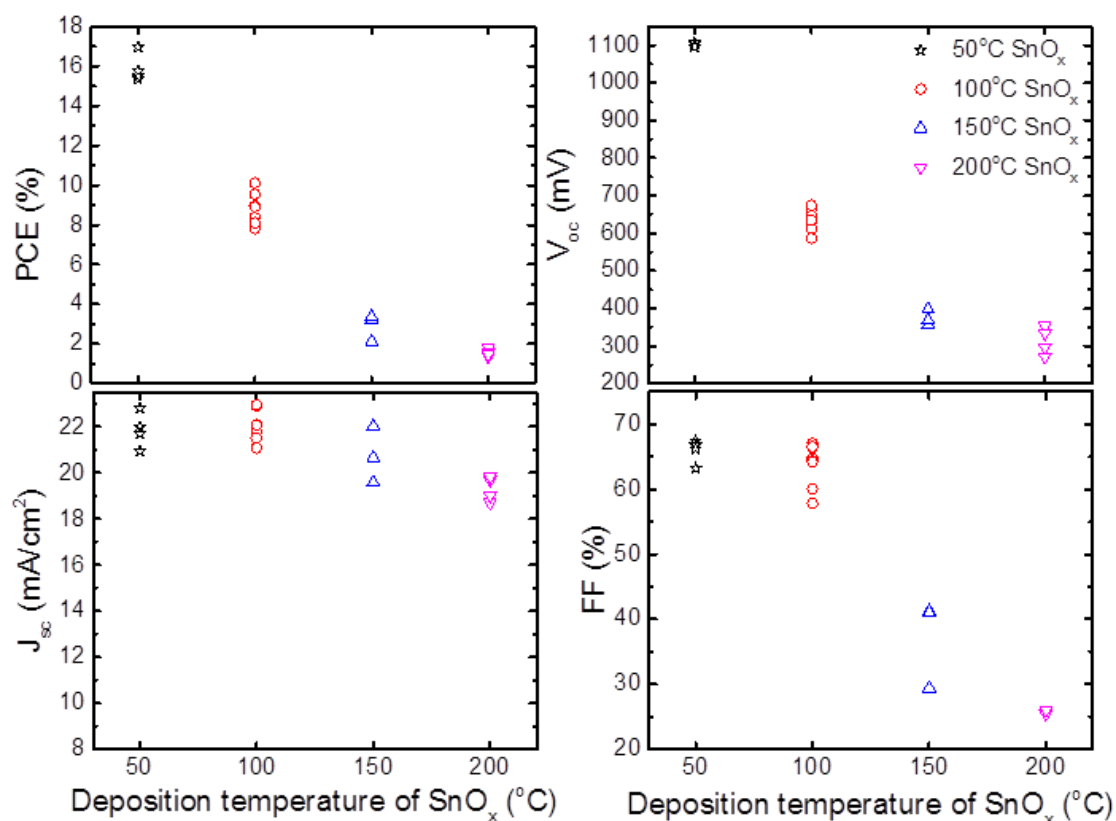 18
16
14
12
10
8
6
4
2
0
PCE (%)
1100
1000
900
800
700
600
500
400
300
200
V_oc (mV)
50°C SnO_x
100°C SnO_x
150°C SnO_x
200°C SnO_x
22
20
18
16
14
12
10
8
J_sc (mA/cm²)
50 100 150 200
Deposition temperature of SnO_x (°C)
70
60
50
40
30
20
FF (%)
50 100 150 200
Deposition temperature of SnO_x (°C)